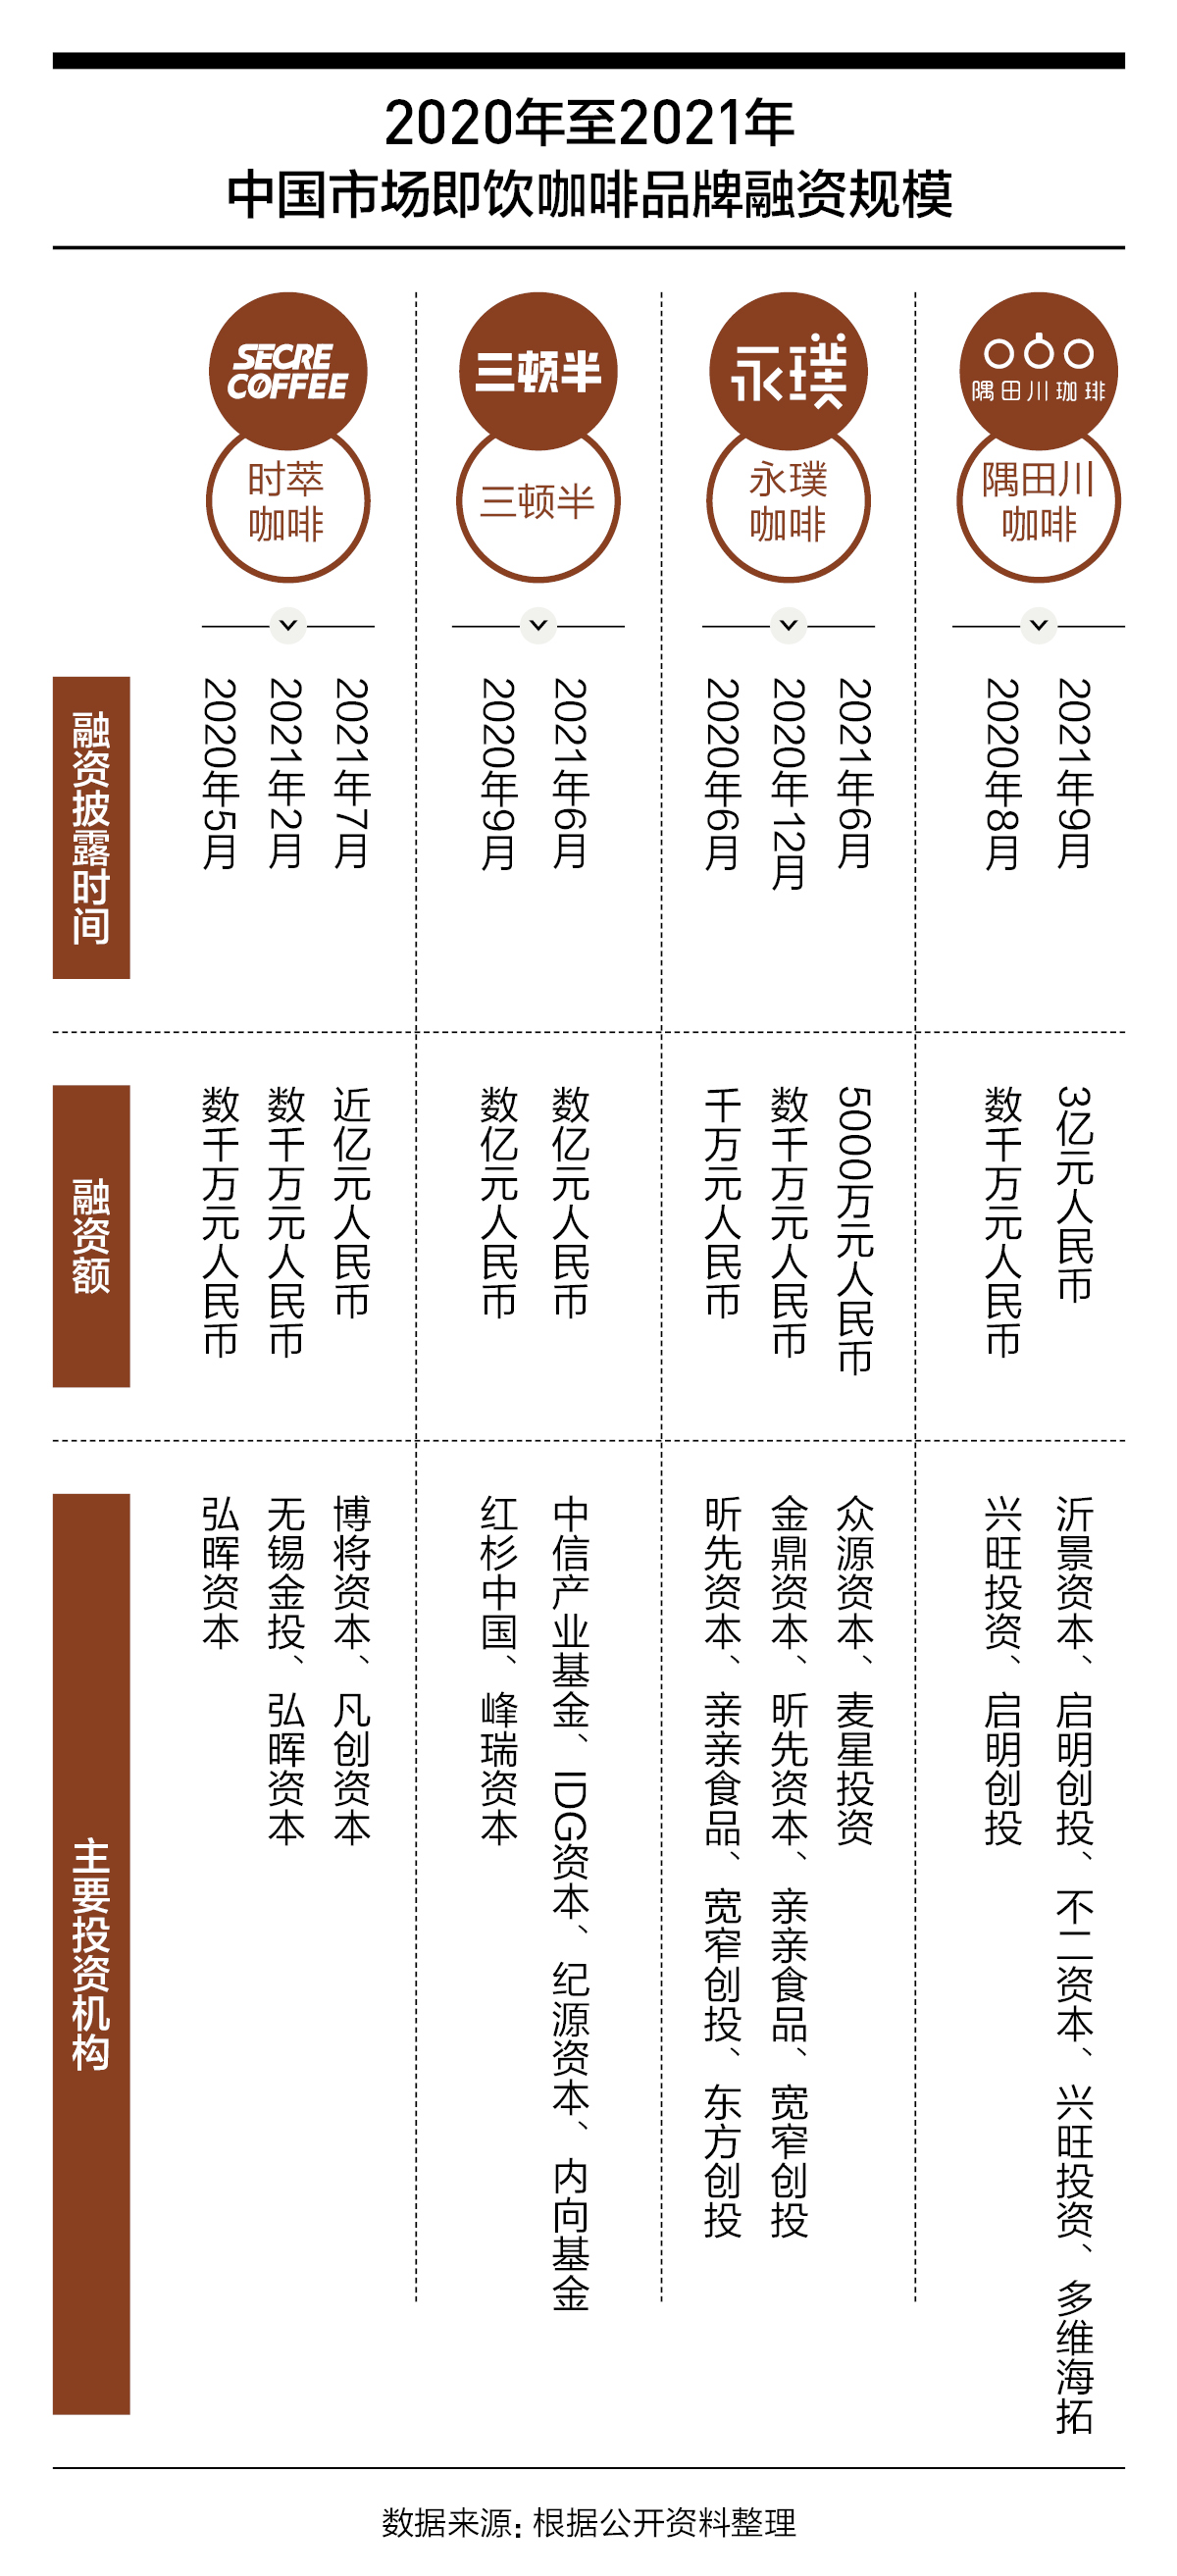 2020年至2021年
中国市场即饮咖啡品牌融资规模
SECRE
COFFEE
时萃
咖啡
三顿半
三顿半
永璞
永璞
咖啡
隅田川咖啡
隅田川
咖啡
融资披露时间
2021年7月
2021年2月
2020年5月
2021年6月
2020年9月
2021年6月
2020年12月
2020年6月
2021年9月
2020年8月
融资额
近亿元人民币
数千万元人民币
数千万元人民币
数亿元人民币
数亿元人民币
5000万元人民币
数千万元人民币
千万元人民币
3亿元人民币
数千万元人民币
主要投资机构
博将资本、凡创资本
无锡金投、弘晖资本
弘晖资本
中信产业基金、IDG资本、纪源资本、内向基金
红杉中国、峰瑞资本
众源资本、麦星投资
金鼎资本、昕先资本、亲亲食品、宽窄创投
昕先资本、亲亲食品、宽窄创投、东方创投
沂景资本、启明创投、不二资本、兴旺投资、多维海拓
兴旺投资、启明创投
数据来源：根据公开资料整理